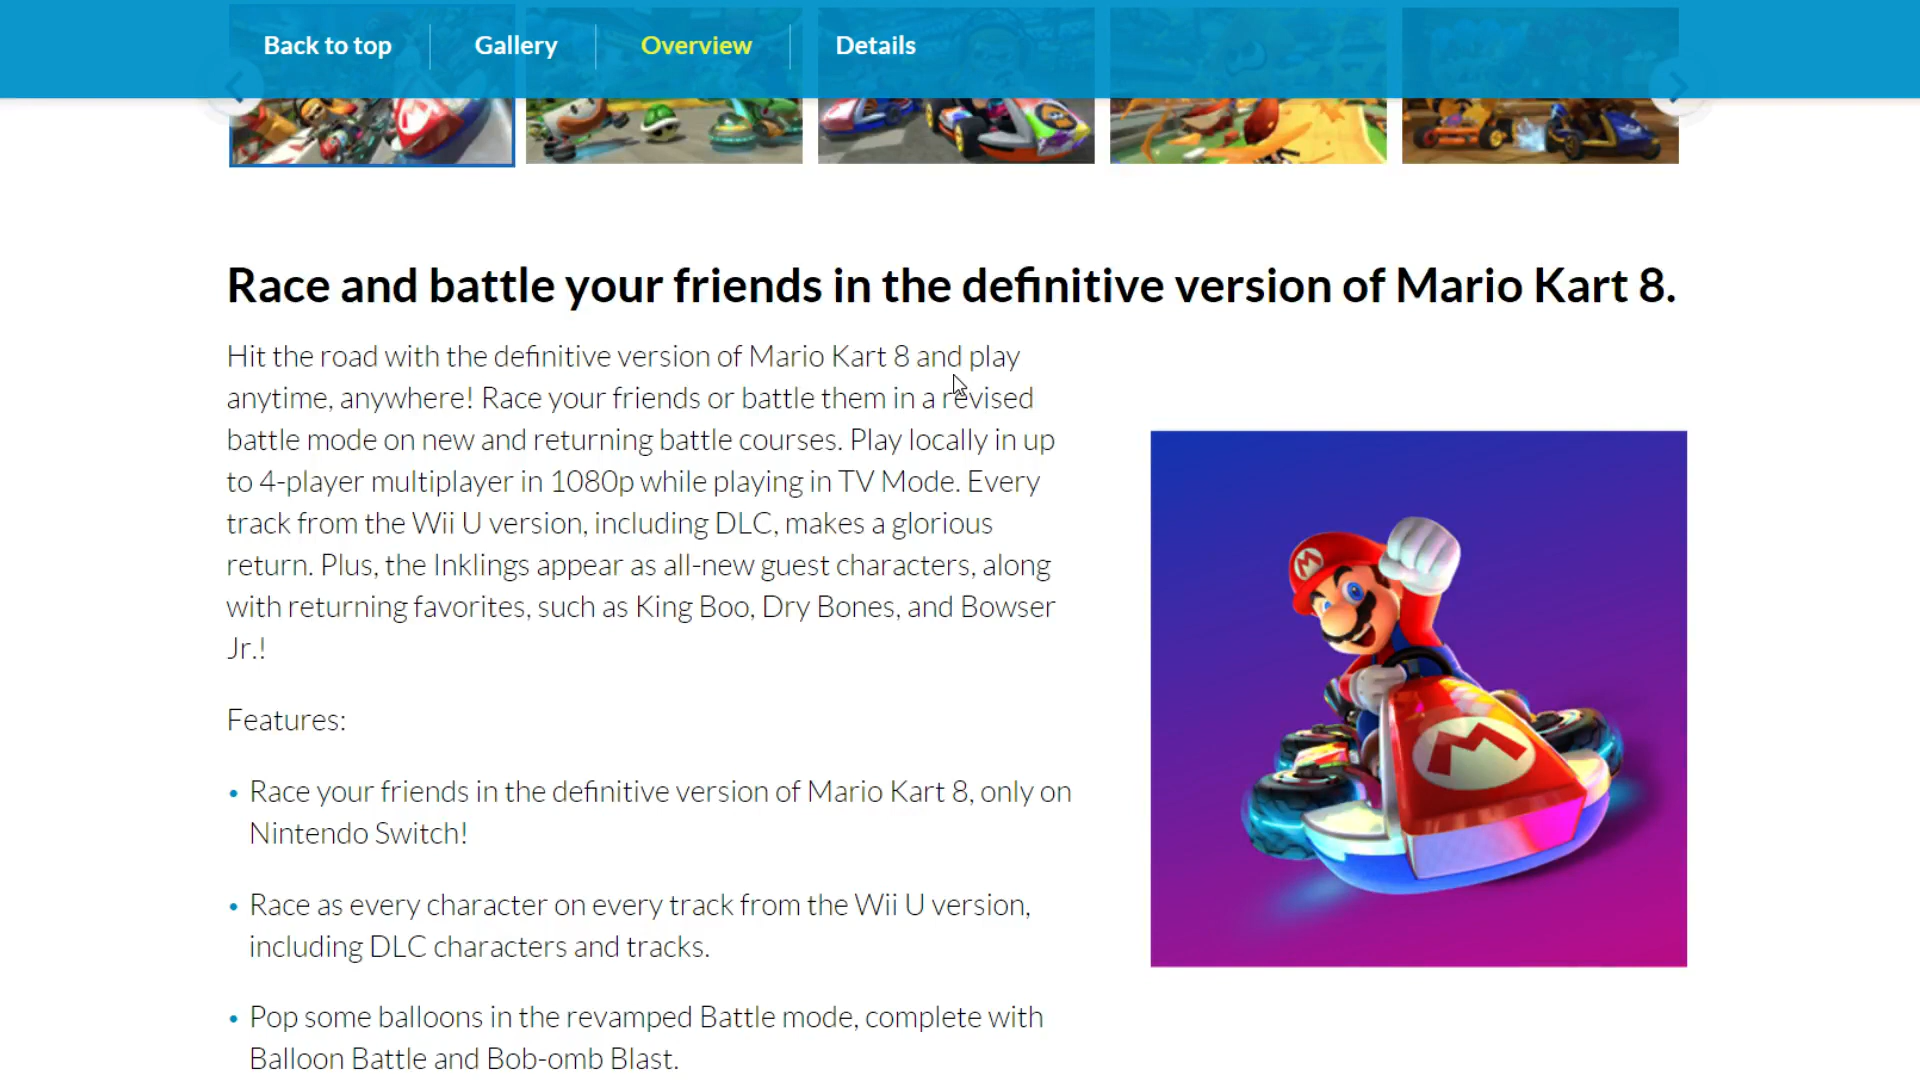 Back to top
Gallery
Overview
Details
Race and battle your friends in the definitive version of Mario Kart 8.
Hit the road with the definitive version of Mario Kart 8 and play
anytime, anywhere! Race your friends or battle them in a revised
battle mode on new and returning battle courses. Play locally in up
to 4-player multiplayer in 1080p while playing in TV Mode. Every
track from the Wii U version, including DLC, makes a glorious
return. Plus, the Inklings appear as all-new guest characters, along
with returning favorites, such as King Boo, Dry Bones, and Bowser
Jr.!
Features:
• Race your friends in the definitive version of Mario Kart 8, only on
Nintendo Switch!
• Race as every character on every track from the Wii U version,
including DLC characters and tracks.
• Pop some balloons in the revamped Battle mode, complete with
Balloon Battle and Bob-omb Blast.
M
M